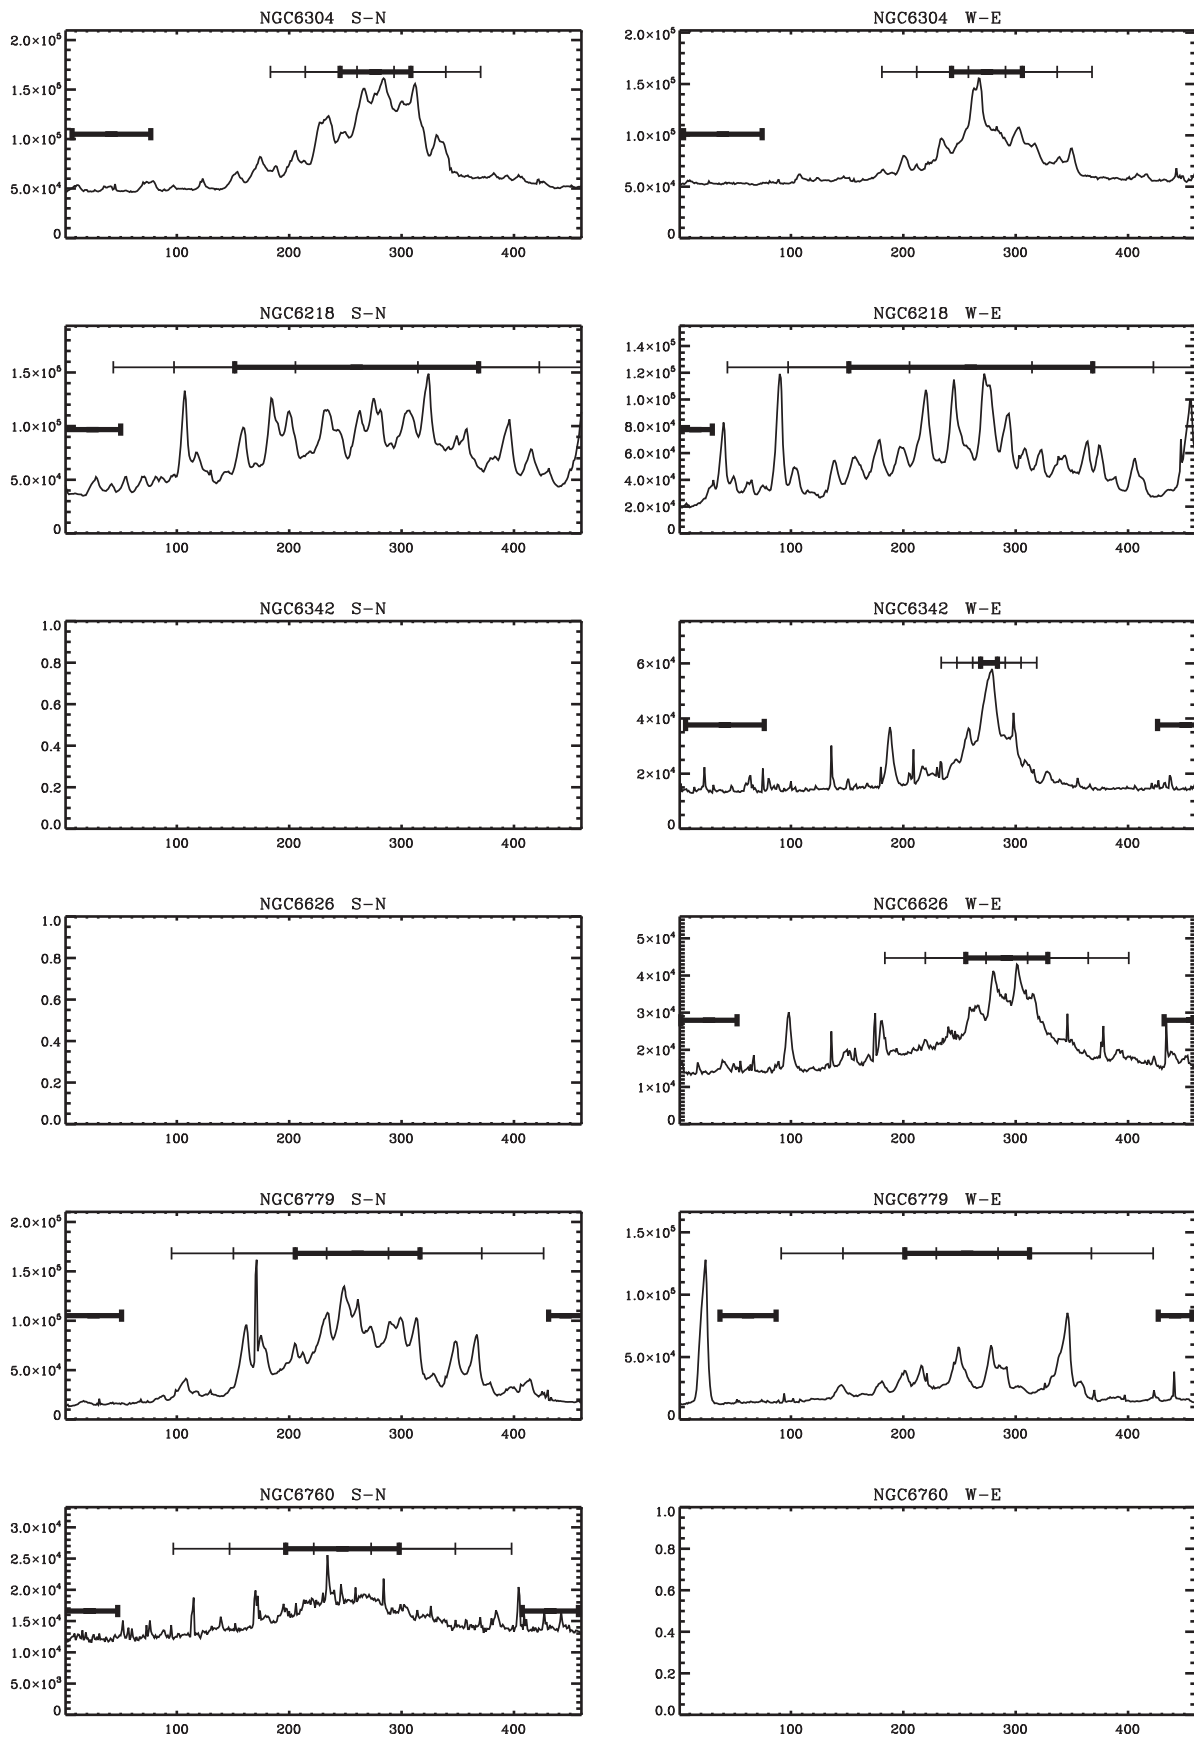 NGC6304 S-N
2.0×10⁵
1.5×10⁵
1.0×10⁵
5.0×10⁴
0
100 200 300 400
NGC6304 W-E
2.0×10⁵
1.5×10⁵
1.0×10⁵
5.0×10⁴
0
100 200 300 400
NGC6218 S-N
1.5×10⁵
1.0×10⁵
5.0×10⁴
0
100 200 300 400
NGC6218 W-E
1.4×10⁵
1.2×10⁵
1.0×10⁵
8.0×10⁴
6.0×10⁴
4.0×10⁴
2.0×10⁴
0
100 200 300 400
NGC6342 S-N
1.0
0.8
0.6
0.4
0.2
0.0
100 200 300 400
NGC6342 W-E
6×10⁴
4×10⁴
2×10⁴
0
100 200 300 400
NGC6626 S-N
1.0
0.8
0.6
0.4
0.2
0.0
100 200 300 400
NGC6626 W-E
5×10⁴
4×10⁴
3×10⁴
2×10⁴
1×10⁴
0
100 200 300 400
NGC6779 S-N
2.0×10⁵
1.5×10⁵
1.0×10⁵
5.0×10⁴
0
100 200 300 400
NGC6779 W-E
1.5×10⁵
1.0×10⁵
5.0×10⁴
0
100 200 300 400
NGC6760 S-N
3.0×10⁴
2.5×10⁴
2.0×10⁴
1.5×10⁴
1.0×10⁴
5.0×10³
0
100 200 300 400
NGC6760 W-E
1.0
0.8
0.6
0.4
0.2
0.0
100 200 300 400